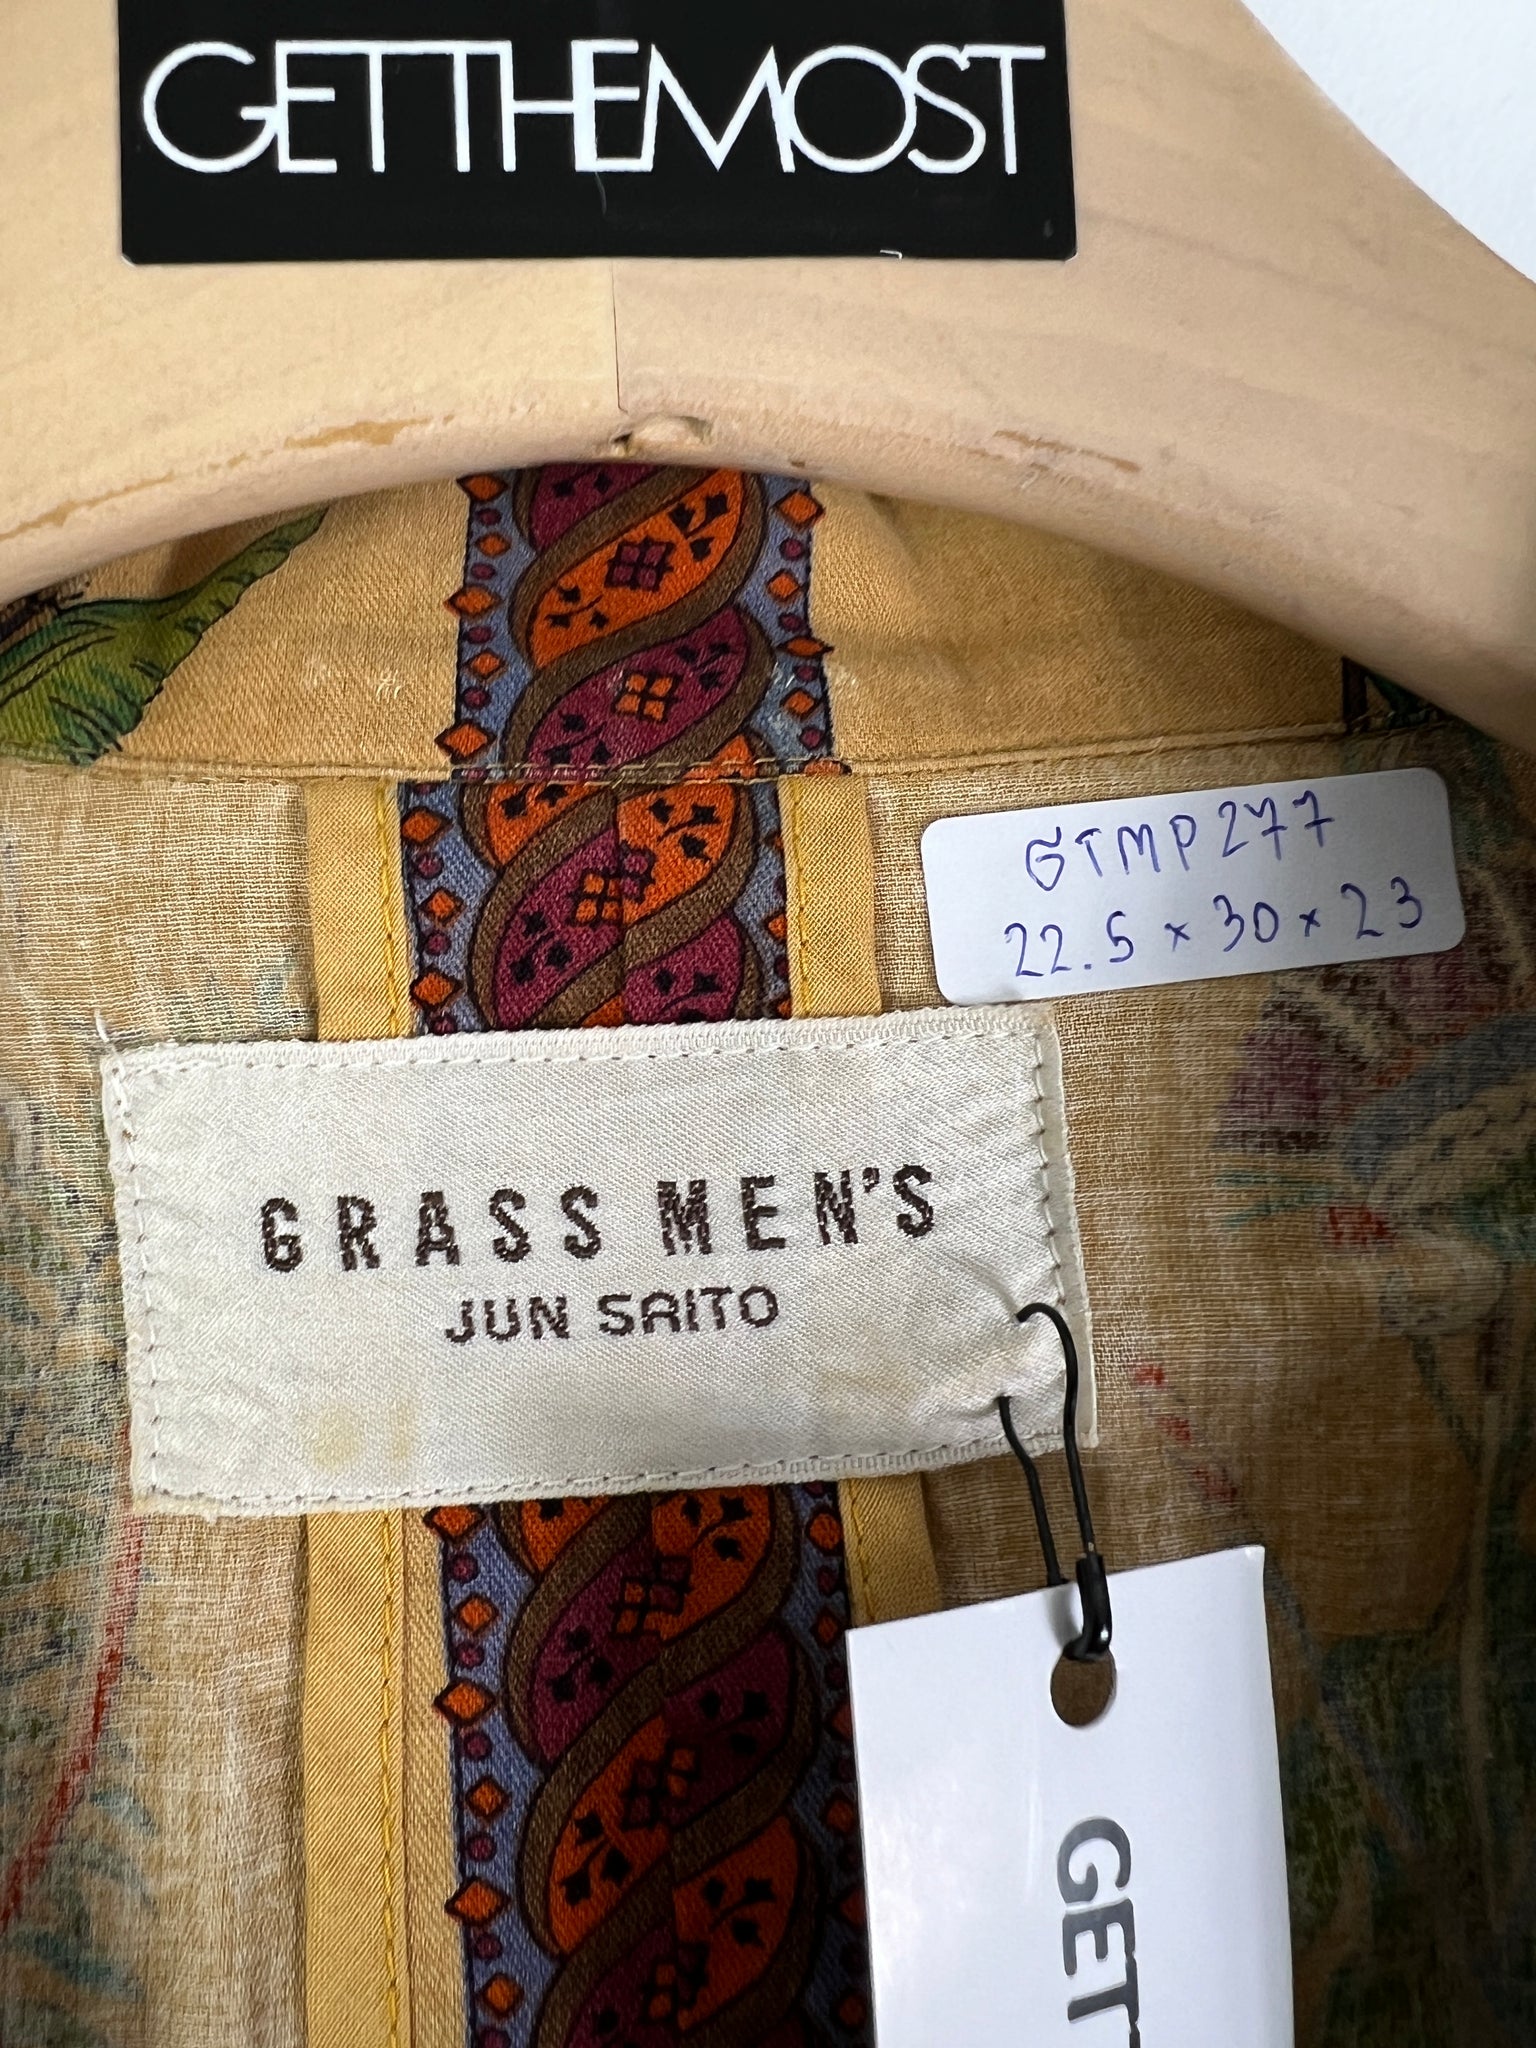 GETTHEMOST
GTMP277
22.5 x 30 x 23
GRASS MEN'S
JUN SAITO
GET